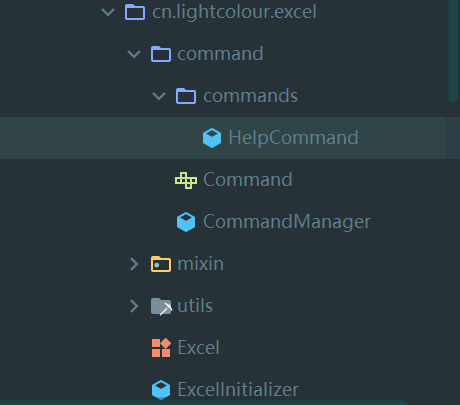 cn.lightcolour.excel
command
commands
HelpCommand
Command
CommandManager
mixin
utils
Excel
ExcelInitializer